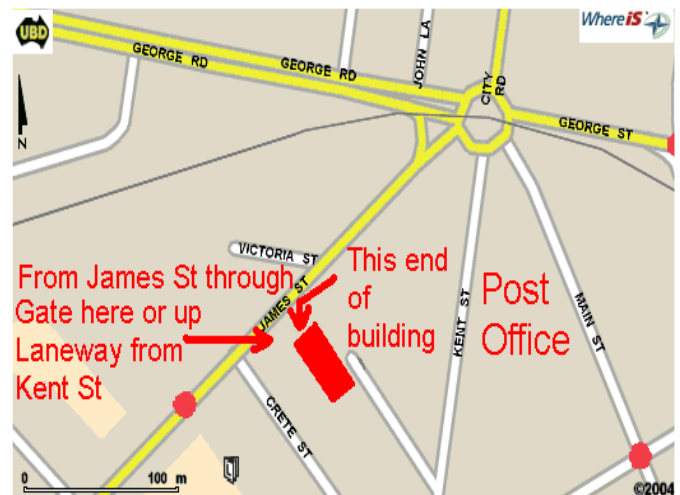 UBD
WhereiS
GEORGE RD
GEORGE RD
JOHN LA
CITY RD
GEORGE ST
N
VICTORIA ST
From James St through
Gate here or up
Laneway from
Kent St
This end
of
building
JAMES ST
Post
Office
KENT ST
MAIN ST
CRETE ST
0 100 m
©2004